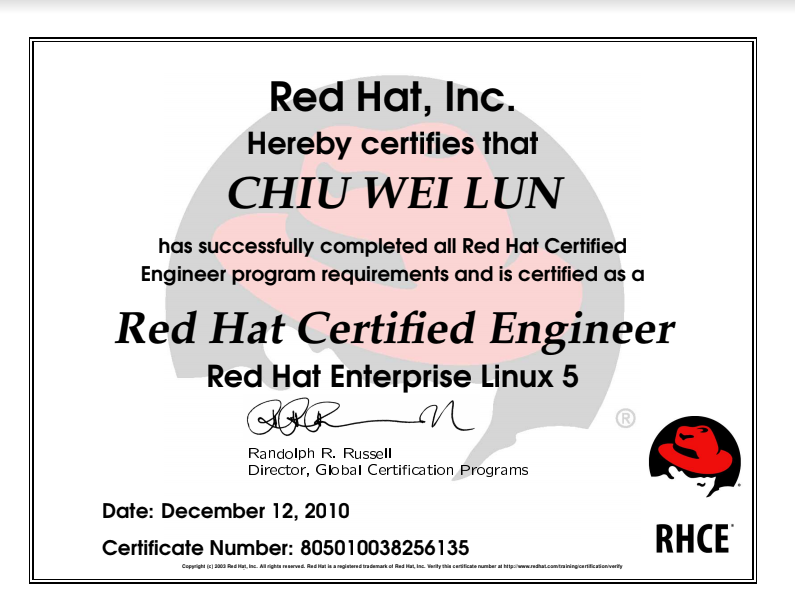 Red Hat, Inc.
Hereby certifies that
CHIU WEI LUN
has successfully completed all Red Hat Certified
Engineer program requirements and is certified as a
Red Hat Certified Engineer
Red Hat Enterprise Linux 5
®
Randolph R. Russell
Director, Global Certification Programs
Date: December 12, 2010
Certificate Number: 805010038256135
RHCE
Copyright (c) 2003 Red Hat, Inc. All rights reserved. Red Hat is a registered trademark of Red Hat, Inc. Verify this certificate number at http://www.redhat.com/training/certification/verify